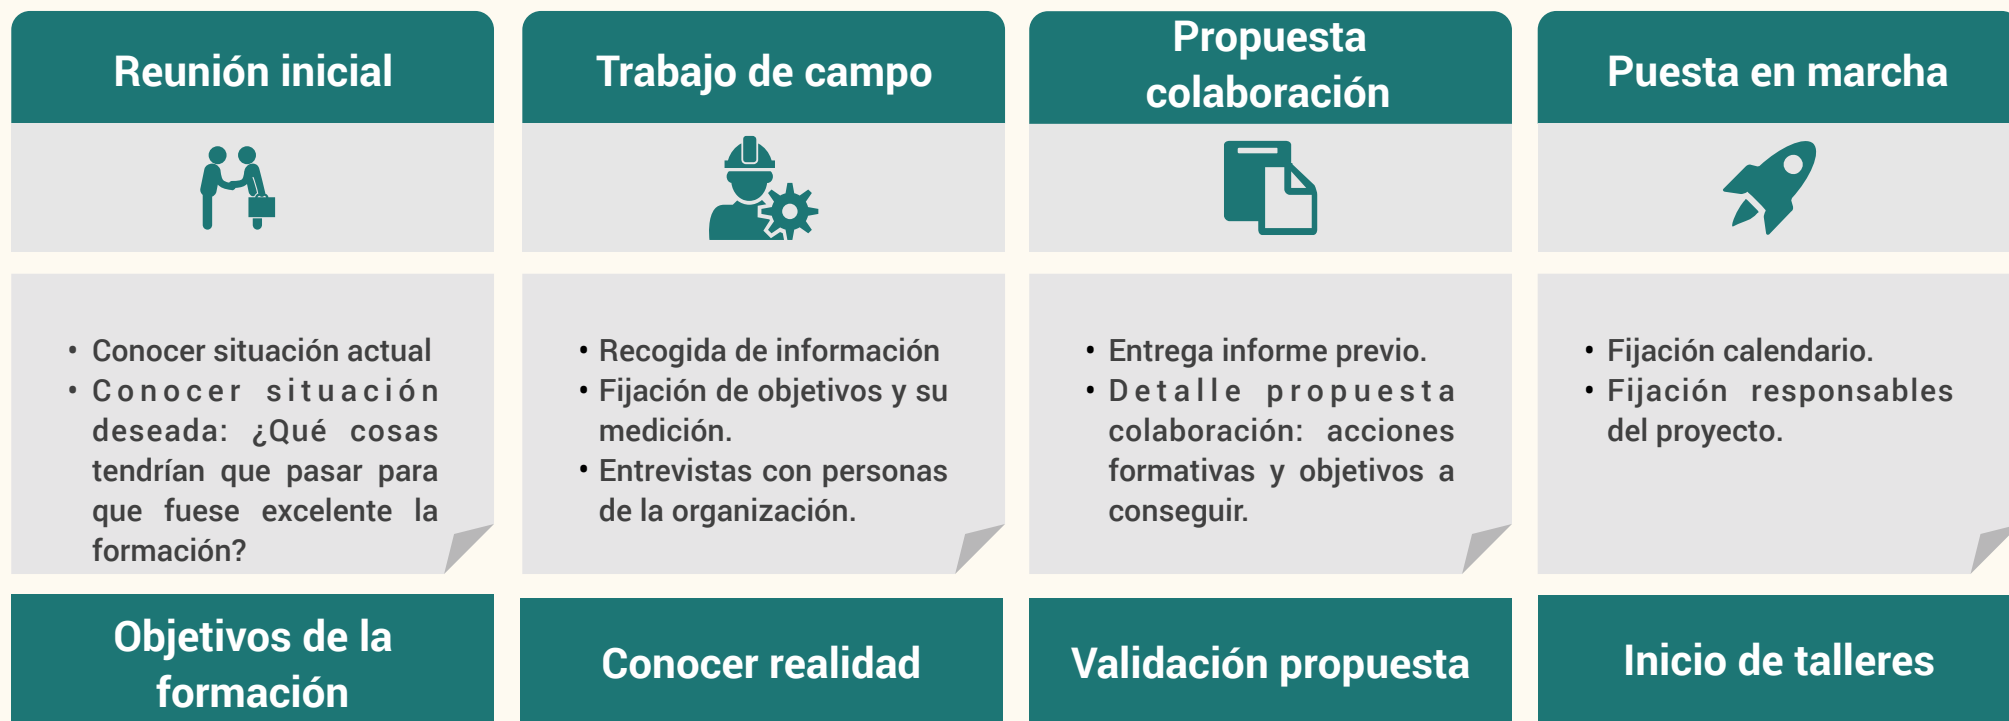 Reunión inicial
Trabajo de campo
Propuesta
colaboración
Puesta en marcha
• Conocer situación actual
• Conocer situación
deseada: ¿Qué cosas
tendrían que pasar para
que fuese excelente la
formación?
• Recogida de información
• Fijación de objetivos y su
medición.
• Entrevistas con personas
de la organización.
• Entrega informe previo.
• Detalle propuesta
colaboración: acciones
formativas y objetivos a
conseguir.
• Fijación calendario.
• Fijación responsables
del proyecto.
Objetivos de la
formación
Conocer realidad
Validación propuesta
Inicio de talleres